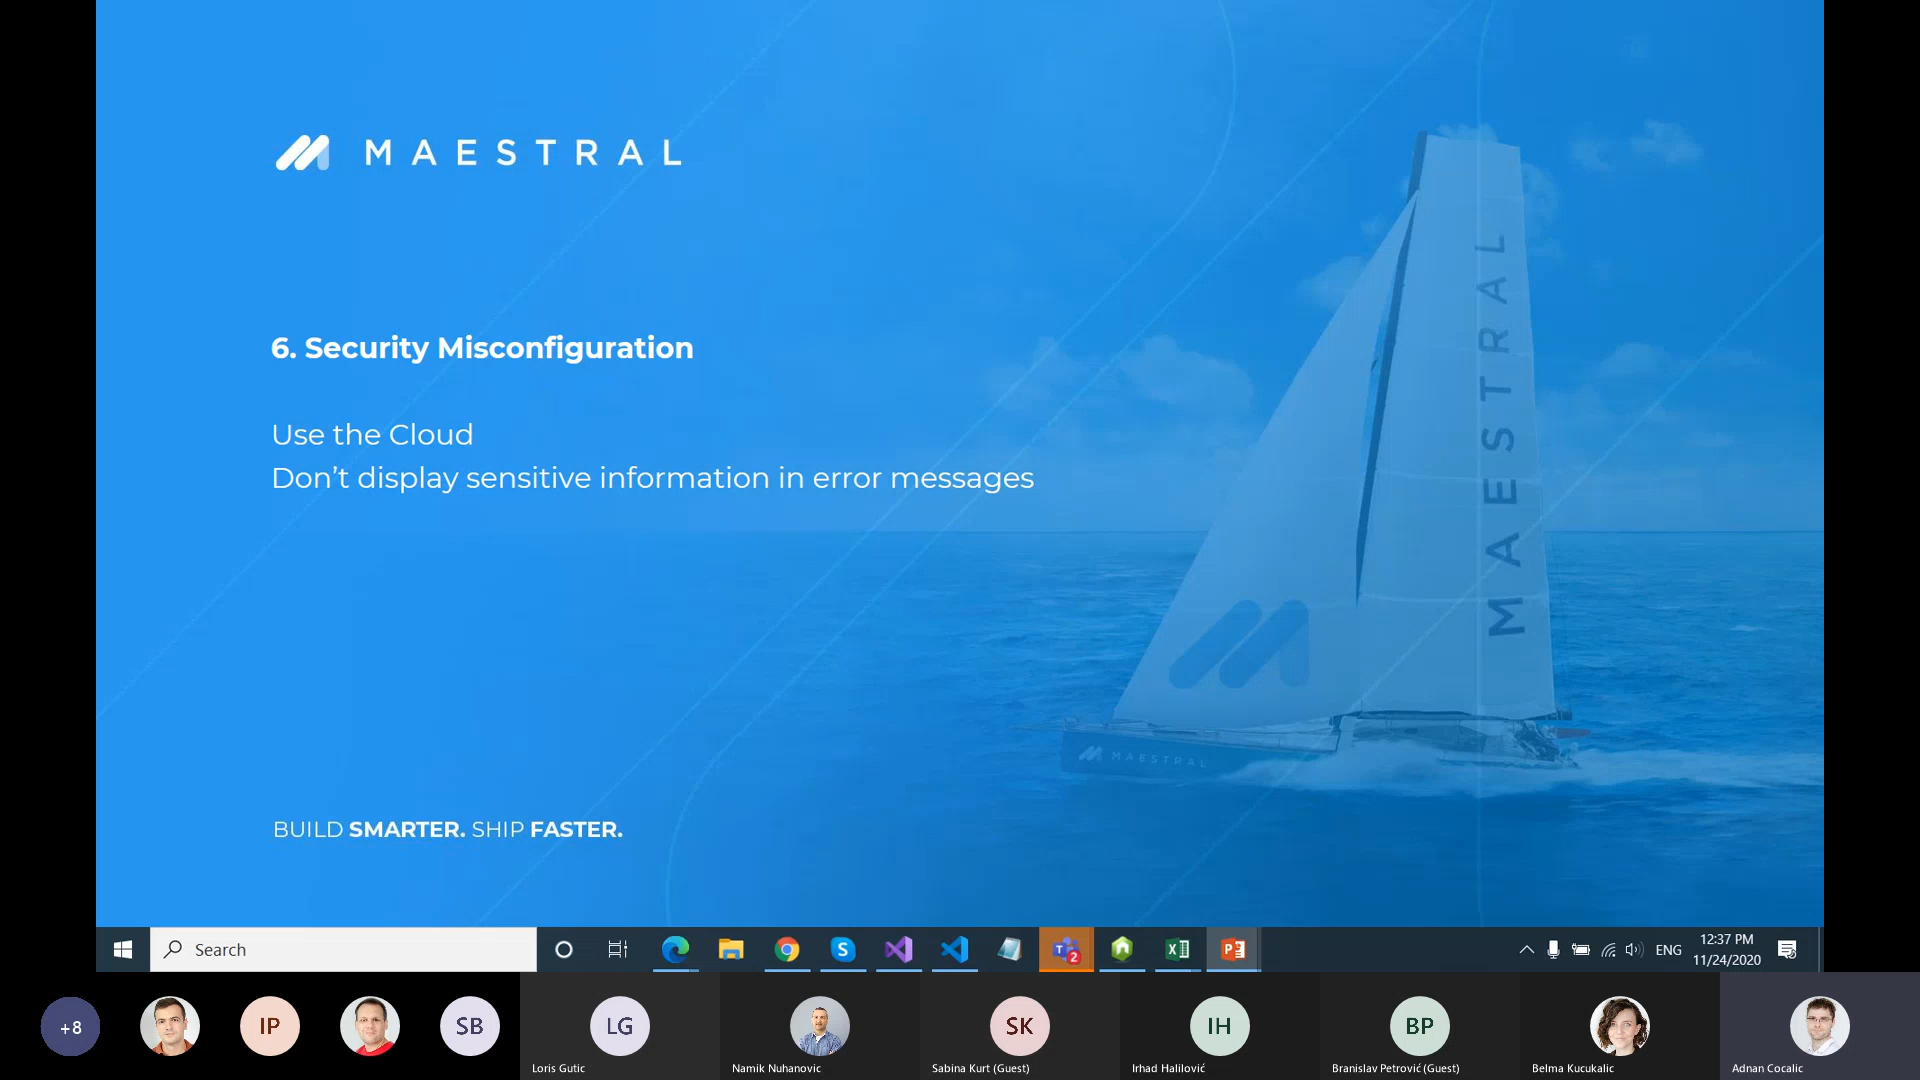 MAESTRAL
6. Security Misconfiguration
Use the Cloud
Don’t display sensitive information in error messages
MAESTRAL
MAESTRAL
BUILD SMARTER. SHIP FASTER.
Search
2
ENG
12:37 PM
11/24/2020
+8
IP
SB
LG
SK
IH
BP
Loris Gutic
Namik Nuhanovic
Sabina Kurt (Guest)
Irhad Halilović
Branislav Petrović (Guest)
Belma Kucukalic
Adnan Cocalic